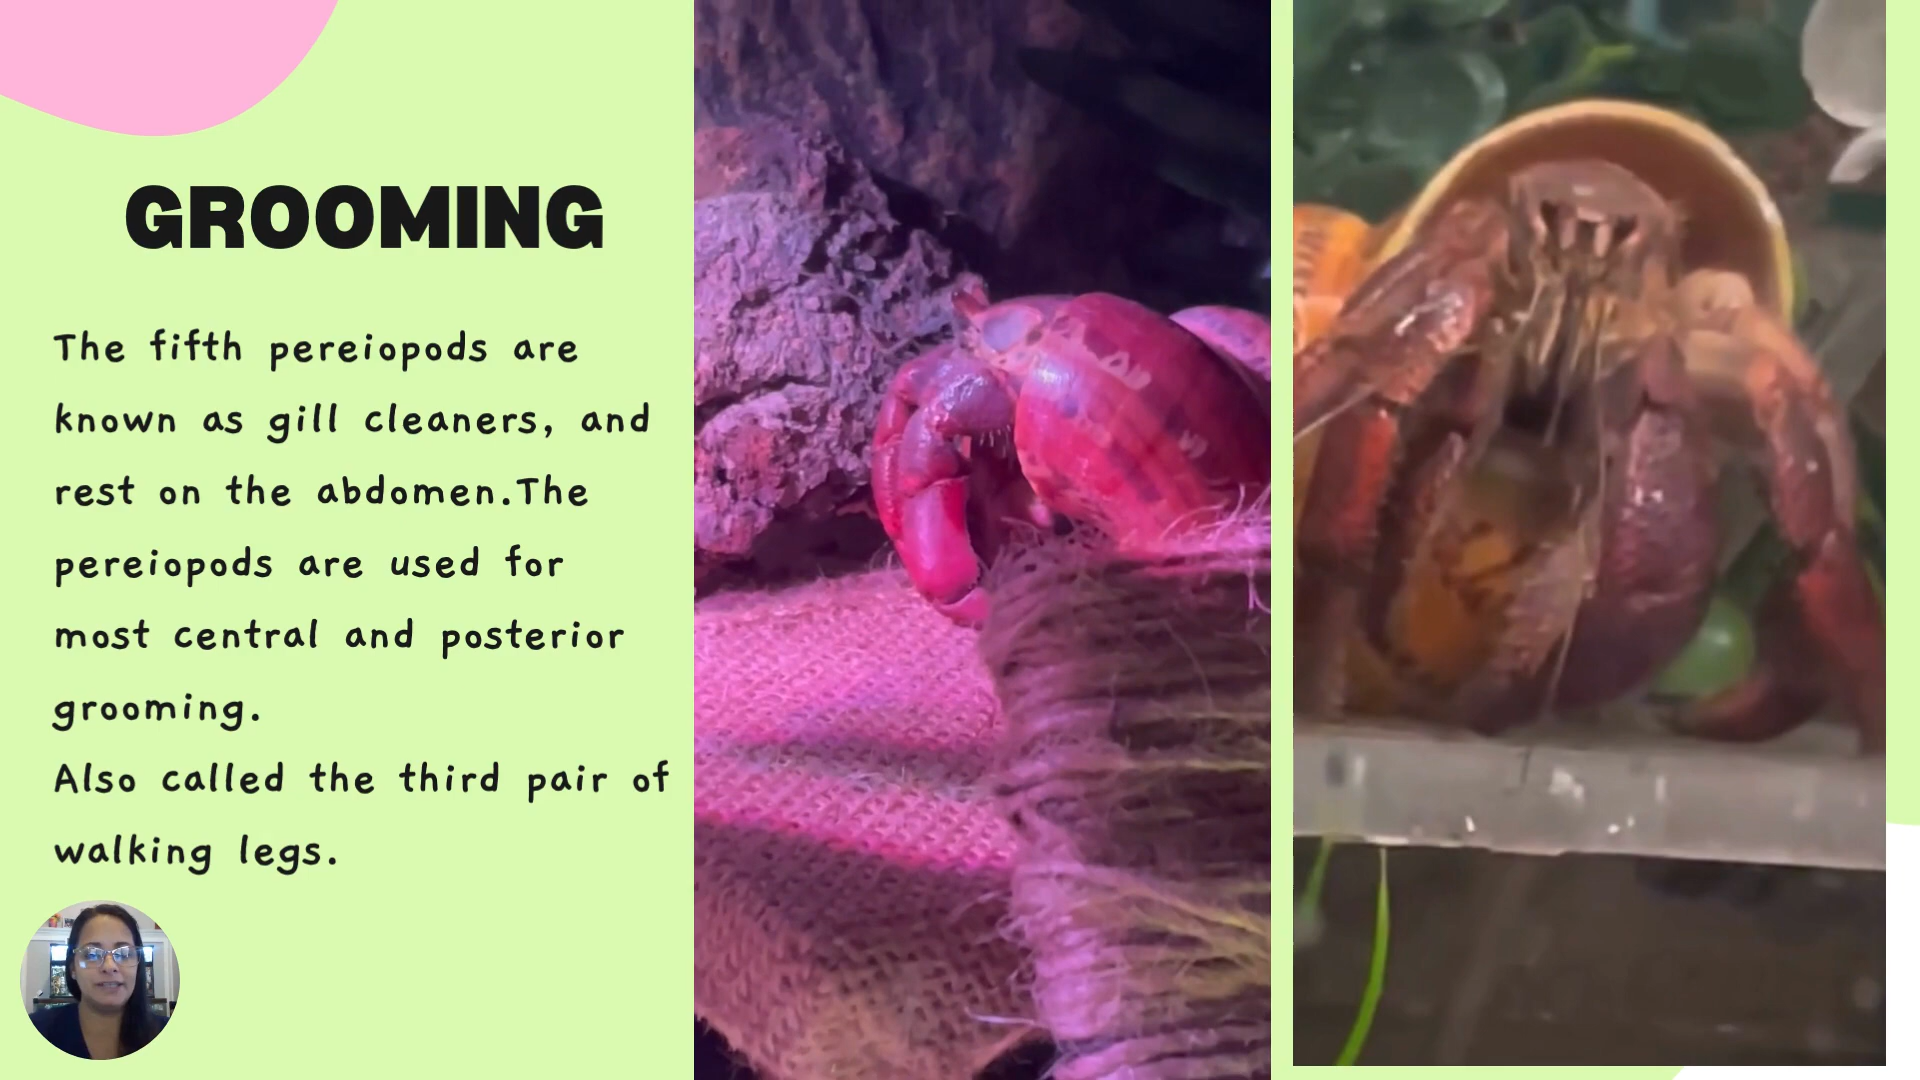 GROOMING
The fifth pereiopods are
known as gill cleaners, and
rest on the abdomen.The
pereiopods are used for
most central and posterior
grooming.
Also called the third pair of
walking legs.